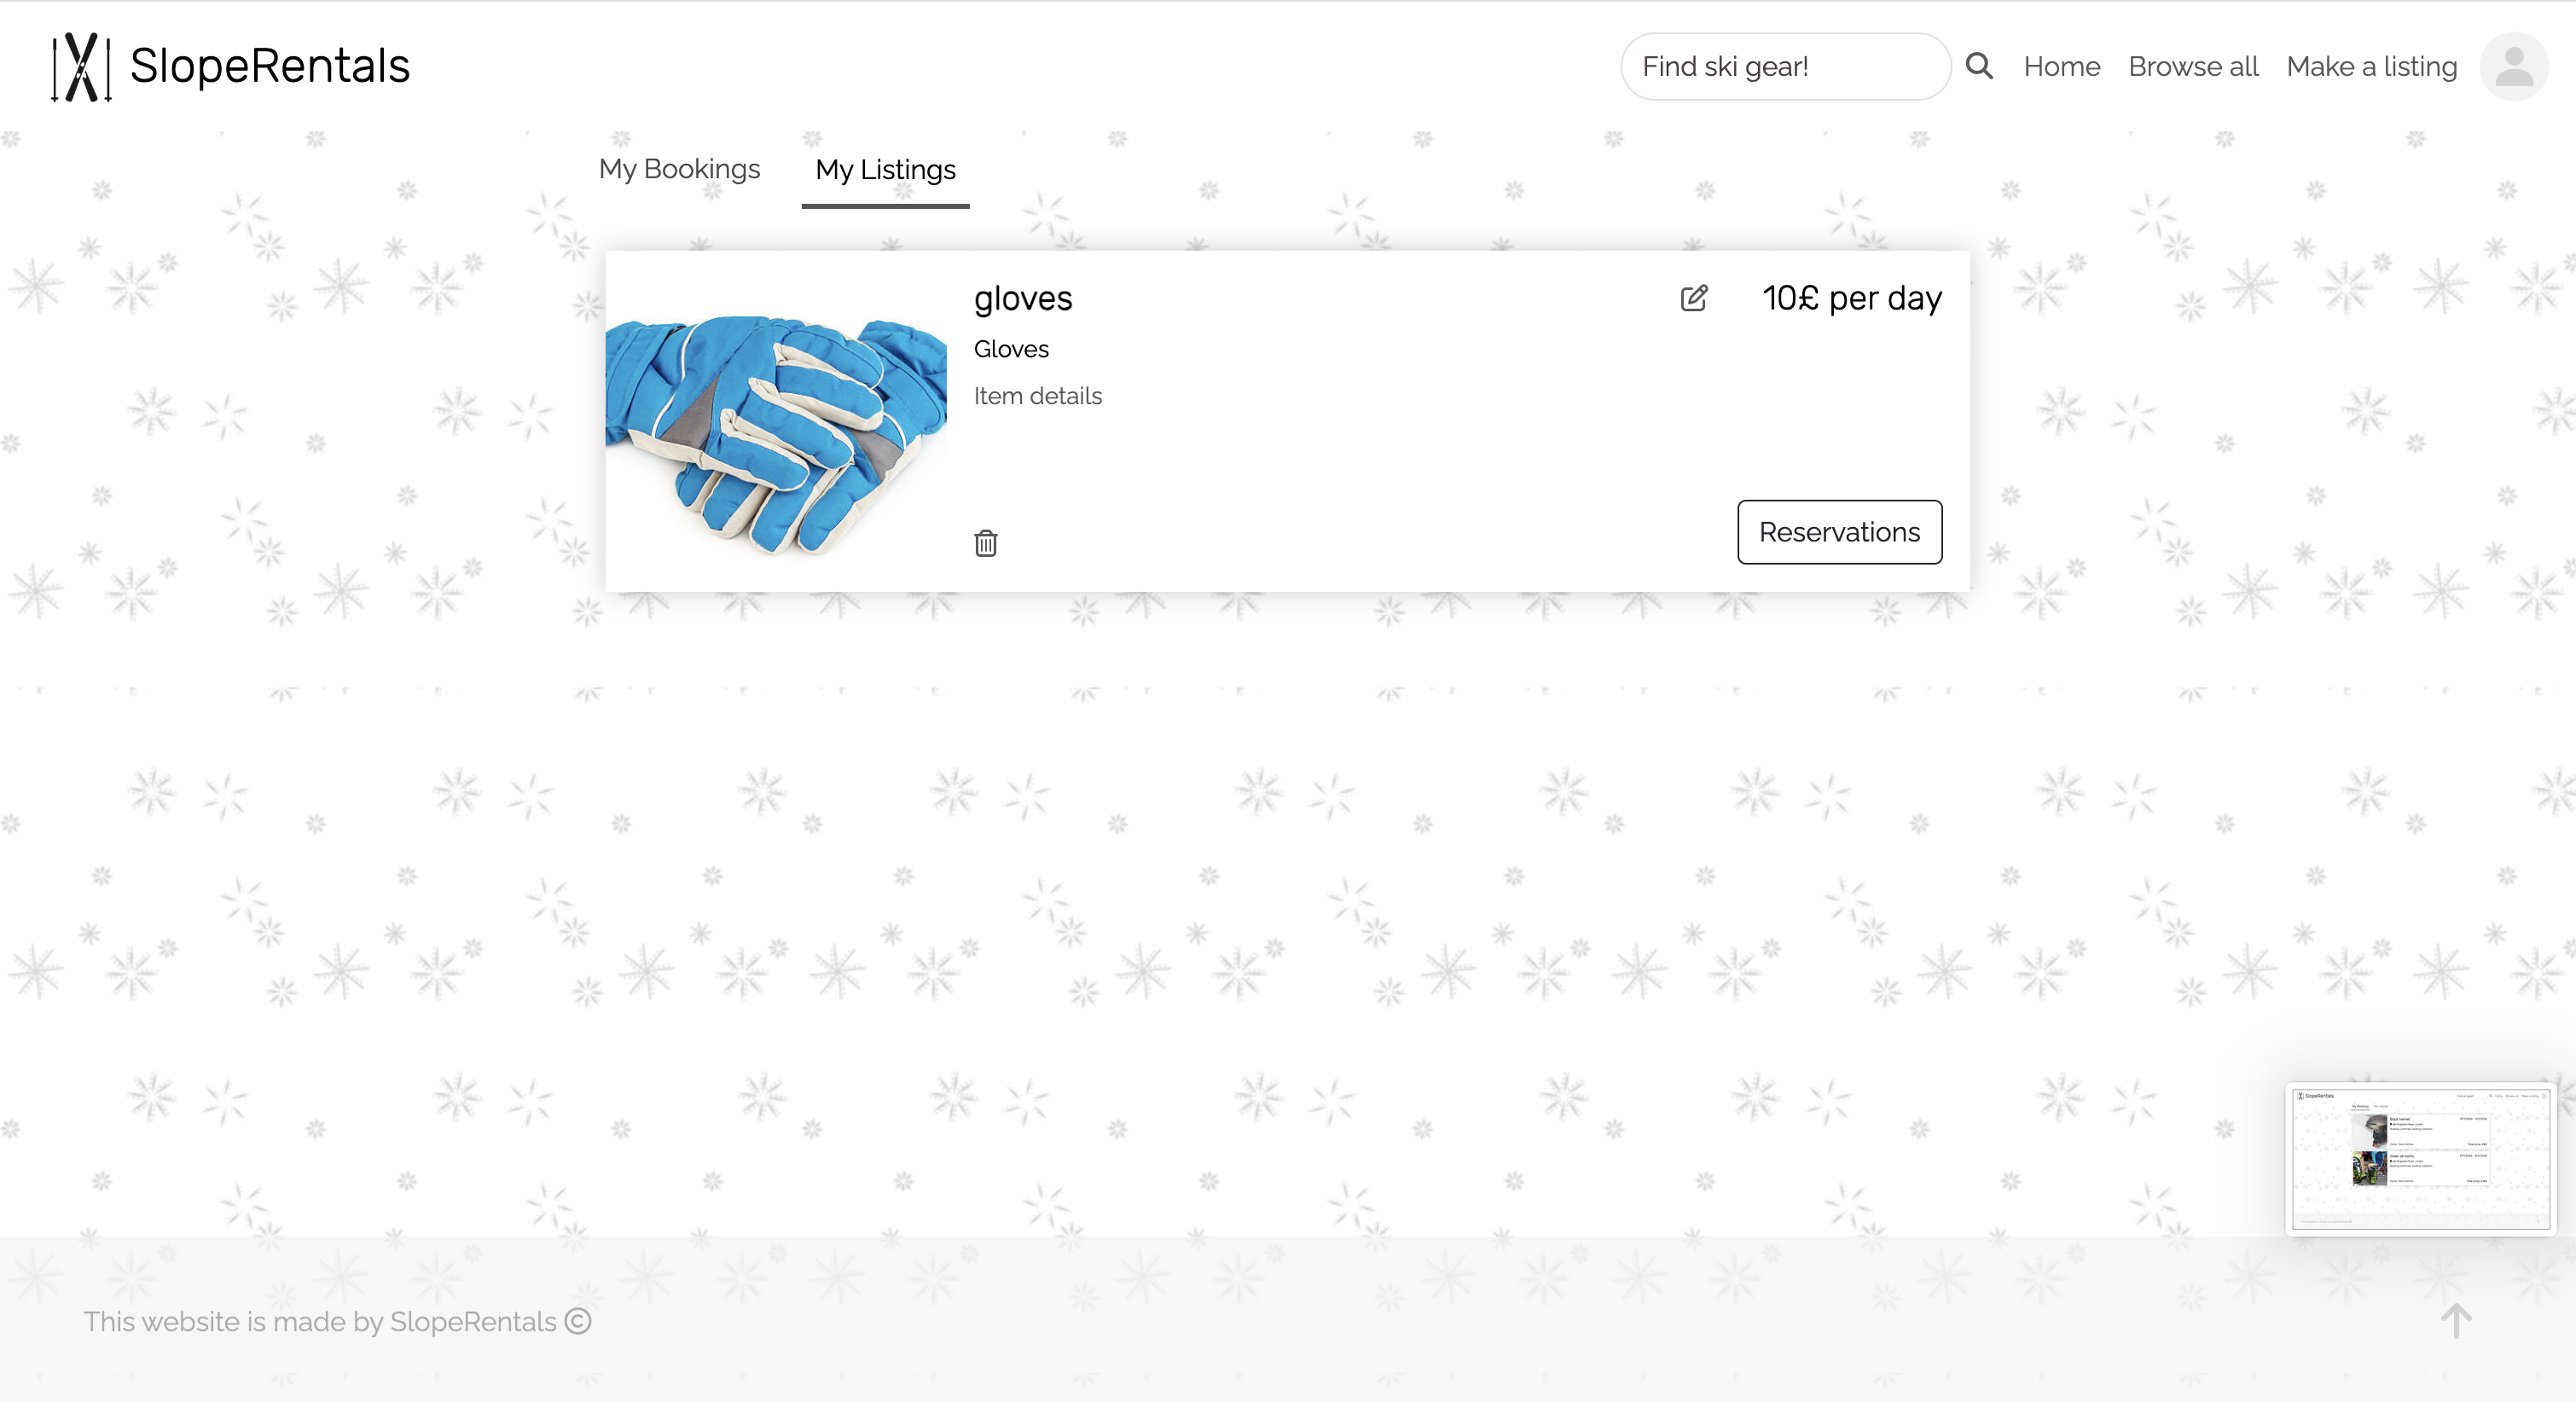 SlopeRentals
Find ski gear!
Home
Browse all
Make a listing
My Bookings
My Listings
gloves
10£ per day
Gloves
Item details
Reservations
SlopeRentals
This website is made by SlopeRentals ©